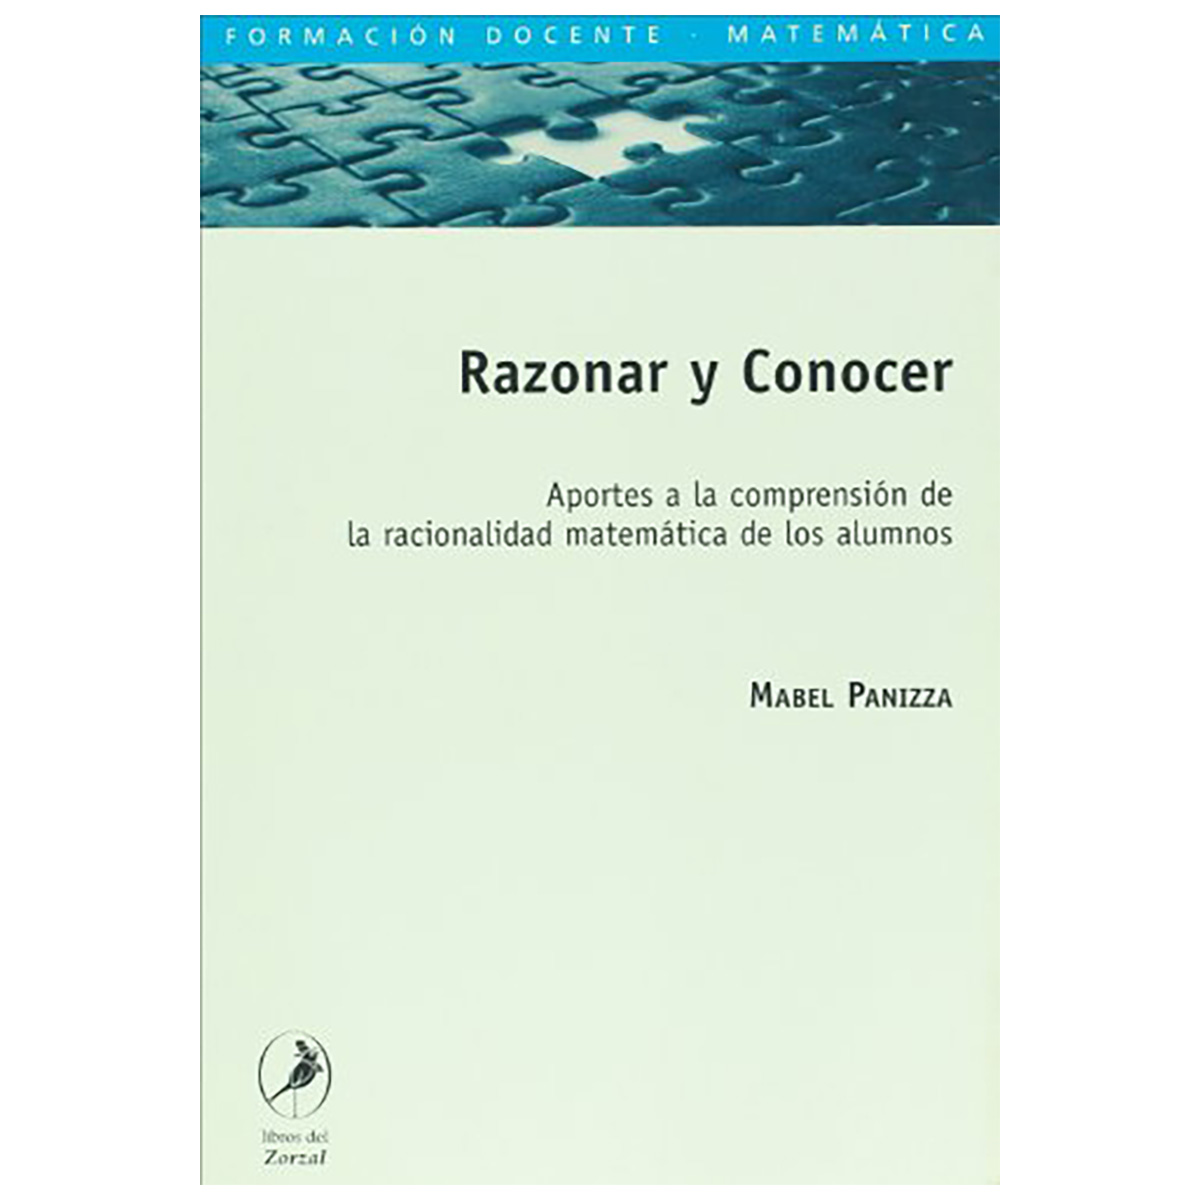 FORMACIÓN DOCENTE · MATEMÁTICA
Razonar y Conocer
Aportes a la comprensión de
la racionalidad matemática de los alumnos
MABEL PANIZZA
libros del
Zorzal